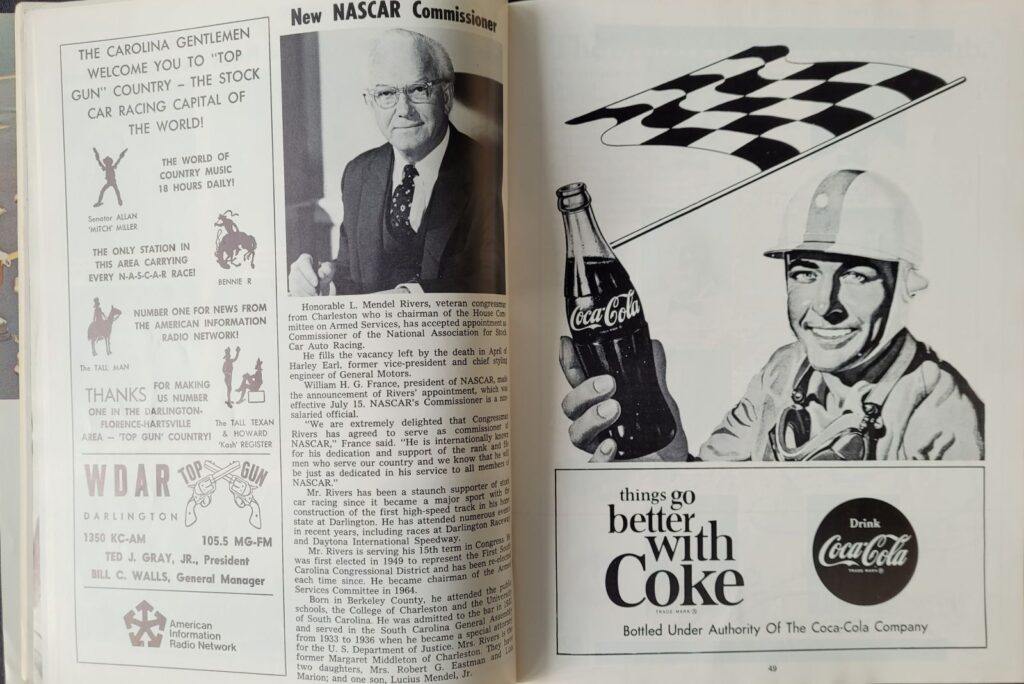 THE CAROLINA GENTLEMEN
WELCOME YOU TO "TOP
GUN" COUNTRY – THE STOCK
CAR RACING CAPITAL OF
THE WORLD!
THE WORLD OF
COUNTRY MUSIC
18 HOURS DAILY!
Senator ALLAN
'MITCH' MILLER
THE ONLY STATION IN
THIS AREA CARRYING
EVERY N-A-S-C-A-R RACE!
BENNIE R
NUMBER ONE FOR NEWS FROM
THE AMERICAN INFORMATION
RADIO NETWORK!
The TALL MAN
THANKS FOR MAKING
US NUMBER
ONE IN THE DARLINGTON-
FLORENCE-HARTSVILLE
AREA – 'TOP GUN' COUNTRY!
The TALL TEXAN
& HOWARD
'Kash' REGISTER
WDAR
TOP GUN
DARLINGTON
1350 KC-AM 105.5 MG-FM
TED J. GRAY, JR., President
BILL C. WALLS, General Manager
American
Information
Radio Network
New NASCAR Commissioner
Honorable L. Mendel Rivers, veteran congressman
from Charleston who is chairman of the House Com-
mittee on Armed Services, has accepted appointment as
Commissioner of the National Association for Stock
Car Auto Racing.
He fills the vacancy left by the death in April of
Harley Earl, former vice-president and chief styling
engineer of General Motors.
William H. G. France, president of NASCAR, made
the announcement of Rivers' appointment, which was
effective July 15. NASCAR's Commissioner is a non-
salaried official.
"We are extremely delighted that Congressman
Rivers has agreed to serve as commissioner of
NASCAR," France said. "He is internationally known
for his dedication and support of the rank and file
men who serve our country and we know that he will
be just as dedicated in his service to all members of
NASCAR."
Mr. Rivers has been a staunch supporter of stock
car racing since it became a major sport with the
construction of the first high-speed track in his home
state at Darlington. He has attended numerous events
in recent years, including races at Darlington Raceway
and Daytona International Speedway.
Mr. Rivers is serving his 15th term in Congress. He
was first elected in to represent the First South
Carolina Congressional District and has been re-elected
each time since. He became chairman of the Armed
Services Committee in 1964.
Born in Berkeley County, he attended the public
schools, the College of Charleston and the University
of South Carolina. He was admitted to the bar in
and served in the South Carolina General Assembly
from 1933 to 1936 when he became a special attorney
for the U. S. Department of Justice. Mrs. Rivers is the
former Margaret Middleton of Charleston. They have
two daughters, Mrs. Robert G. Eastman and
Marion; and one son, Lucius Mendel, Jr.
Coca-Cola
things go
better
with
Coke
TRADE MARK ®
Drink
Coca-Cola
TRADE MARK ®
Bottled Under Authority Of The Coca-Cola Company
49